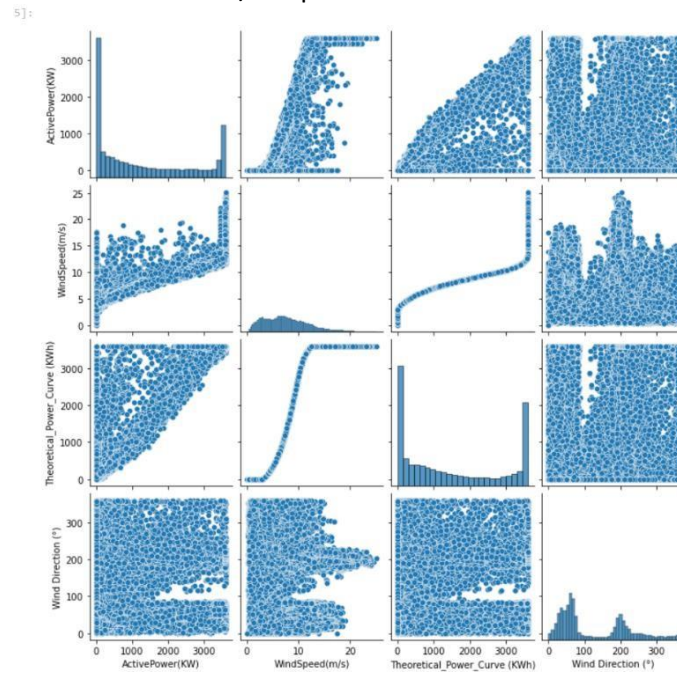 5]:
3000
2000
1000
0
ActivePower(KW)
25
20
15
10
5
0
WindSpeed(m/s)
3000
2000
1000
0
Theoretical_Power_Curve (KWh)
300
200
100
0
Wind Direction (°)
0 1000 2000 3000
ActivePower(KW)
0 10 20
WindSpeed(m/s)
0 1000 2000 3000
Theoretical_Power_Curve (KWh)
0 100 200 300
Wind Direction (°)